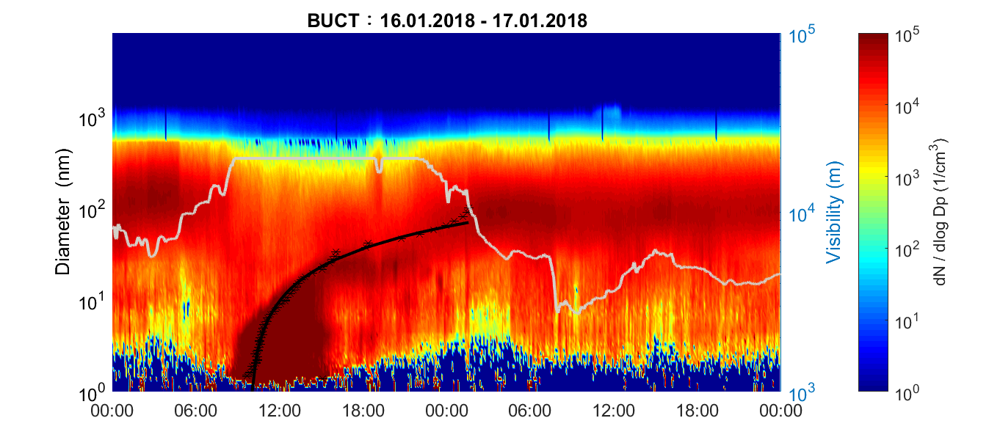 BUCT：16.01.2018 - 17.01.2018
Diameter (nm)
10^3
10^2
10^1
10^0
00:00 06:00 12:00 18:00 00:00 06:00 12:00 18:00 00:00
10^5
10^4
10^3
Visibility (m)
10^5
10^4
10^3
10^2
10^1
10^0
dN / dlog Dp (1/cm^3)